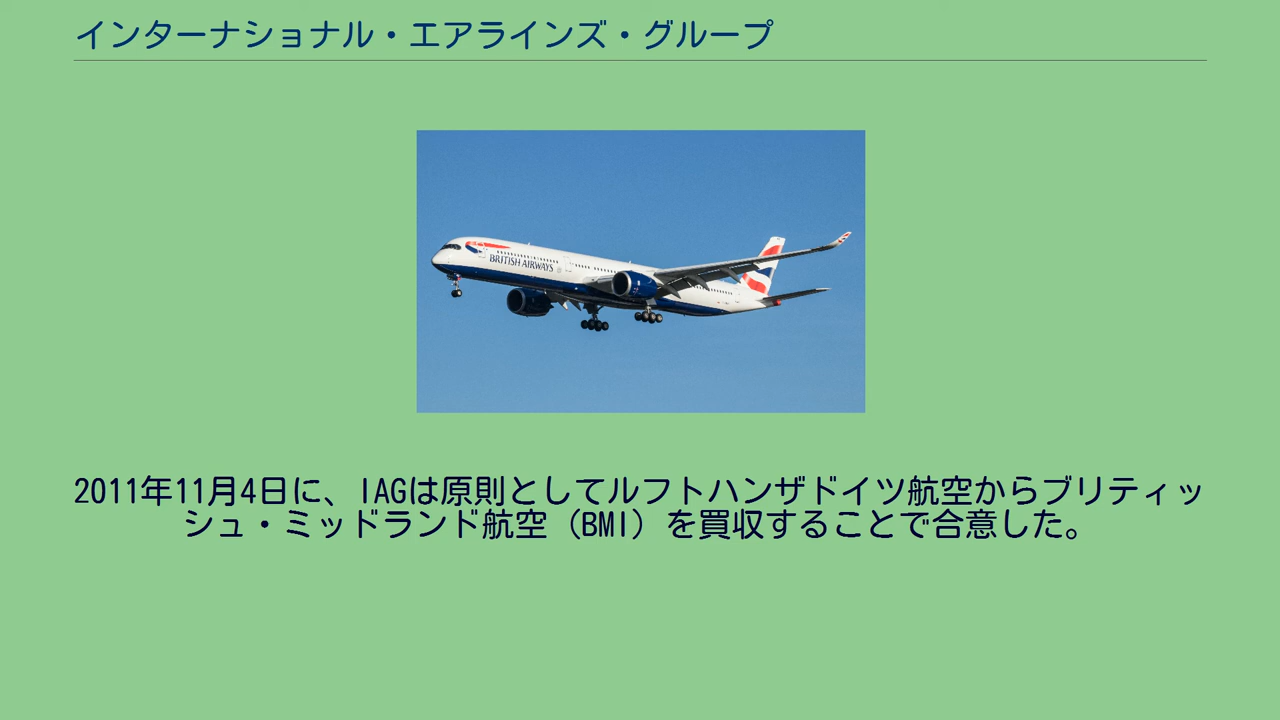 インターナショナル・エアラインズ・グループ
BRITISH AIRWAYS
2011年11月4日に、IAGは原則としてルフトハンザドイツ航空からブリティッ
シュ・ミッドランド航空（BMI）を買収することで合意した。